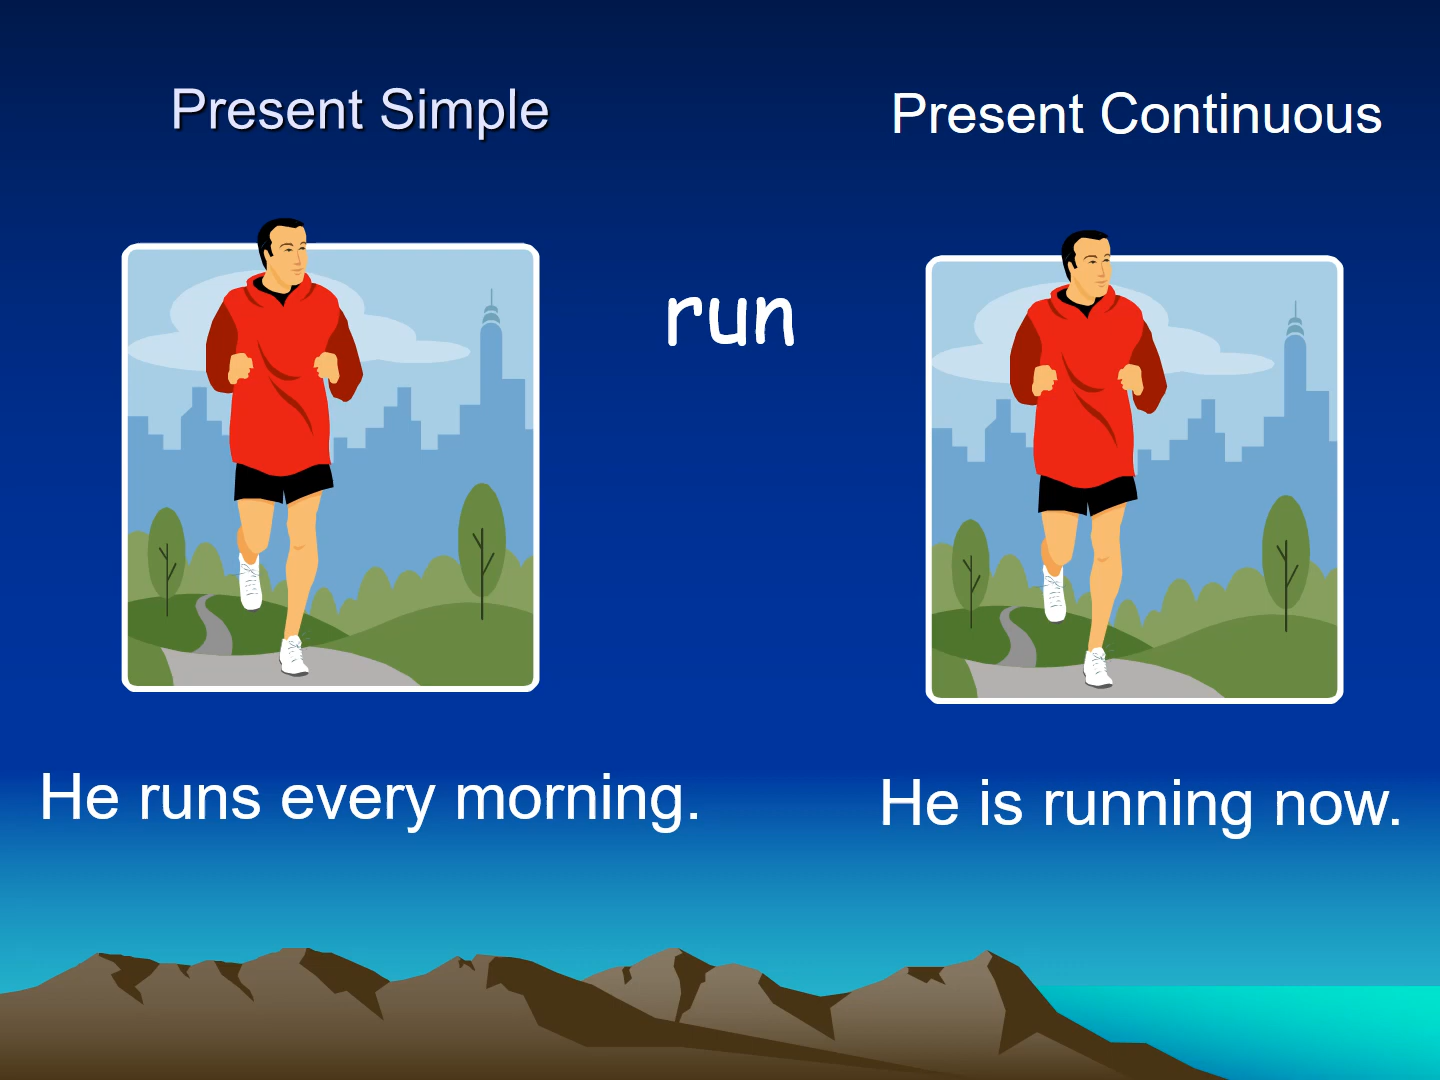 Present Simple
Present Continuous
run
He runs every morning.
He is running now.